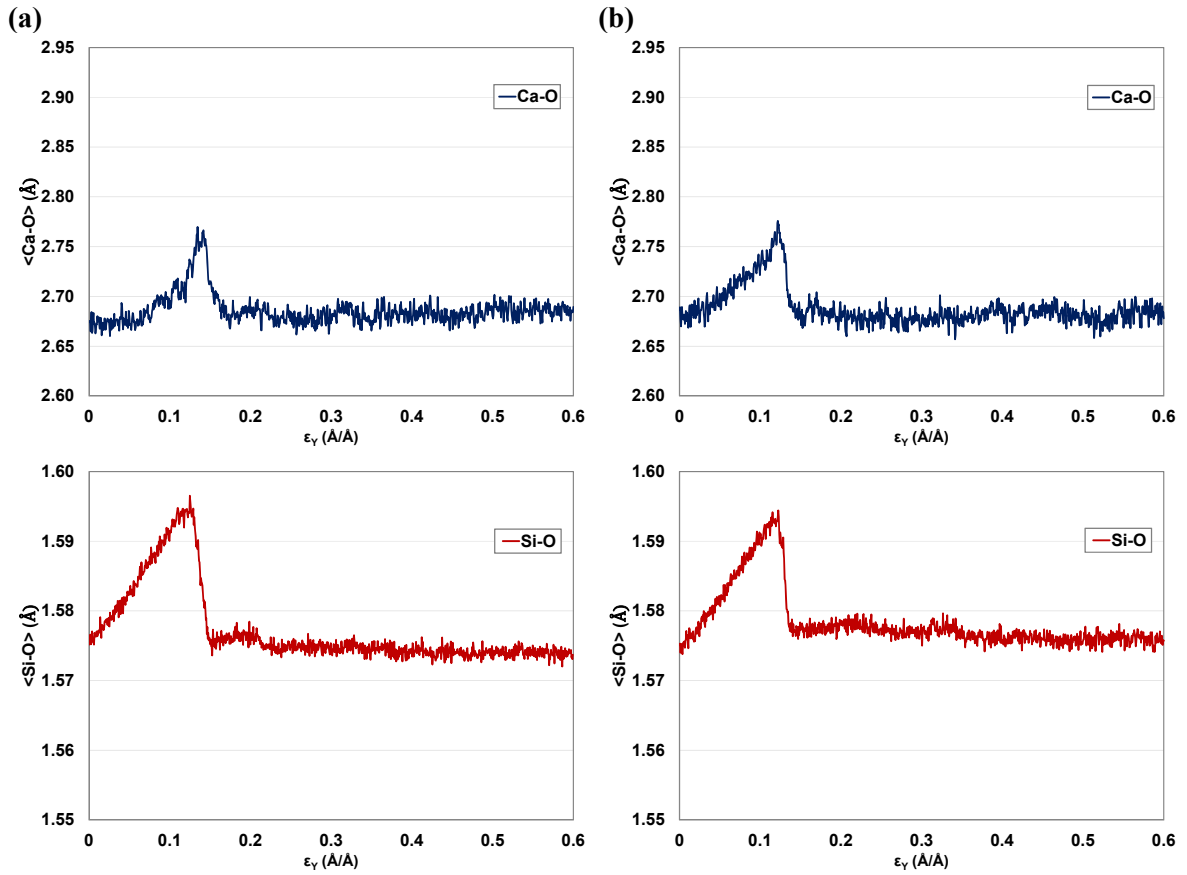 (a)
2.95
2.90
2.85
2.80
2.75
2.70
2.65
2.60
<Ca-O> (Å)
Ca-O
0 0.1 0.2 0.3 0.4 0.5 0.6
εY (Å/Å)
(b)
2.95
2.90
2.85
2.80
2.75
2.70
2.65
2.60
<Ca-O> (Å)
Ca-O
0 0.1 0.2 0.3 0.4 0.5 0.6
εY (Å/Å)
1.60
1.59
1.58
1.57
1.56
1.55
<Si-O> (Å)
Si-O
0 0.1 0.2 0.3 0.4 0.5 0.6
εY (Å/Å)
1.60
1.59
1.58
1.57
1.56
1.55
<Si-O> (Å)
Si-O
0 0.1 0.2 0.3 0.4 0.5 0.6
εY (Å/Å)